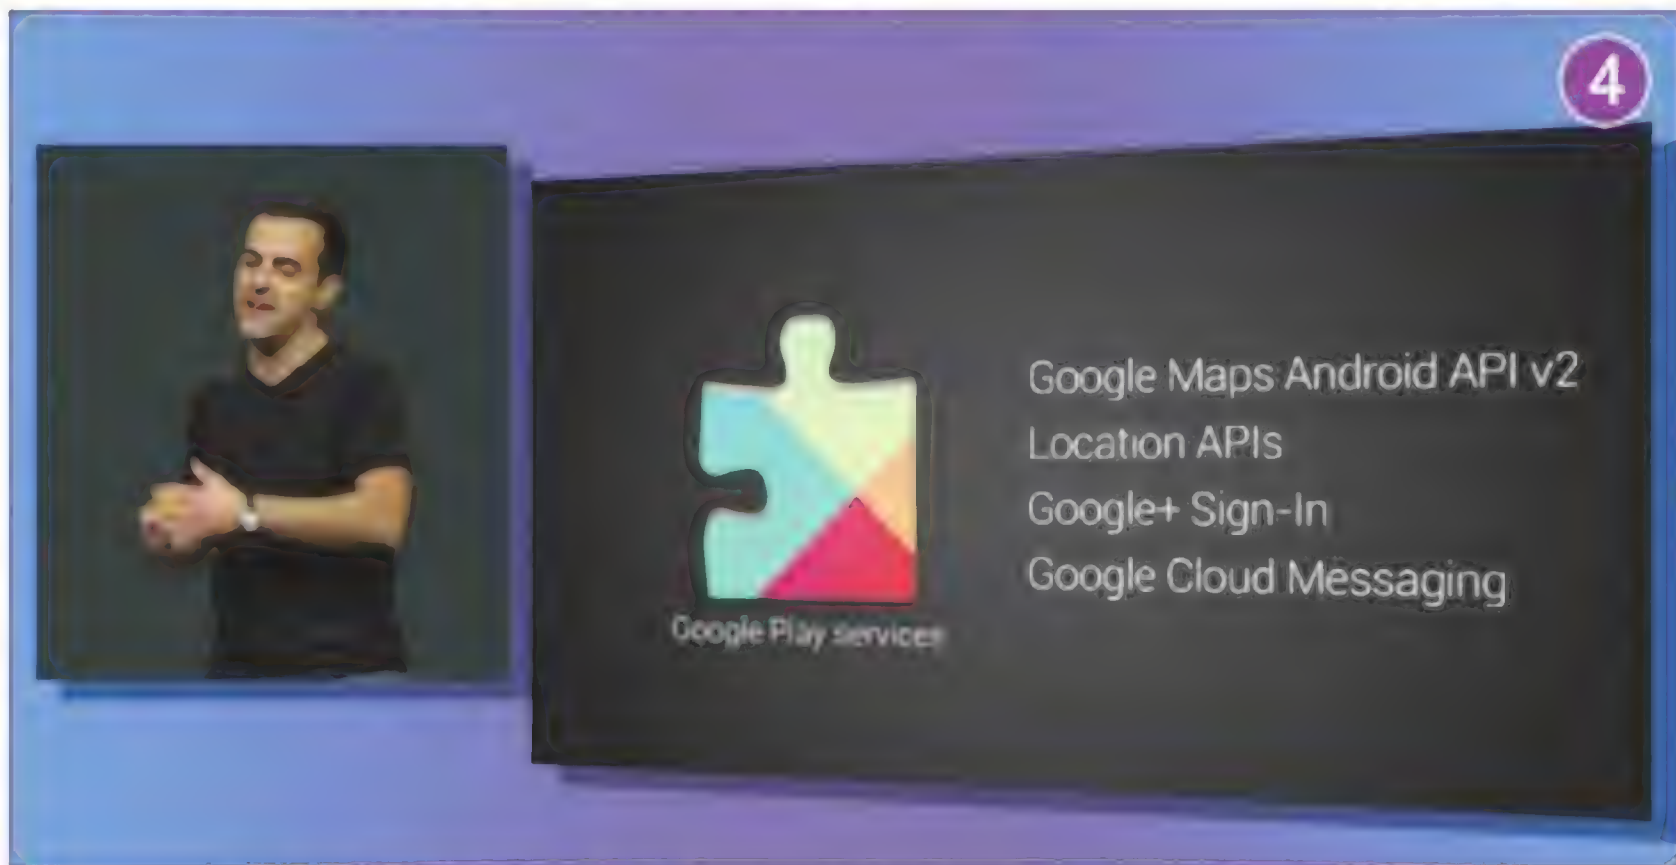 4
Google Maps Android API v2
Location APIs
Google+ Sign-In
Google Cloud Messaging
Google Play services